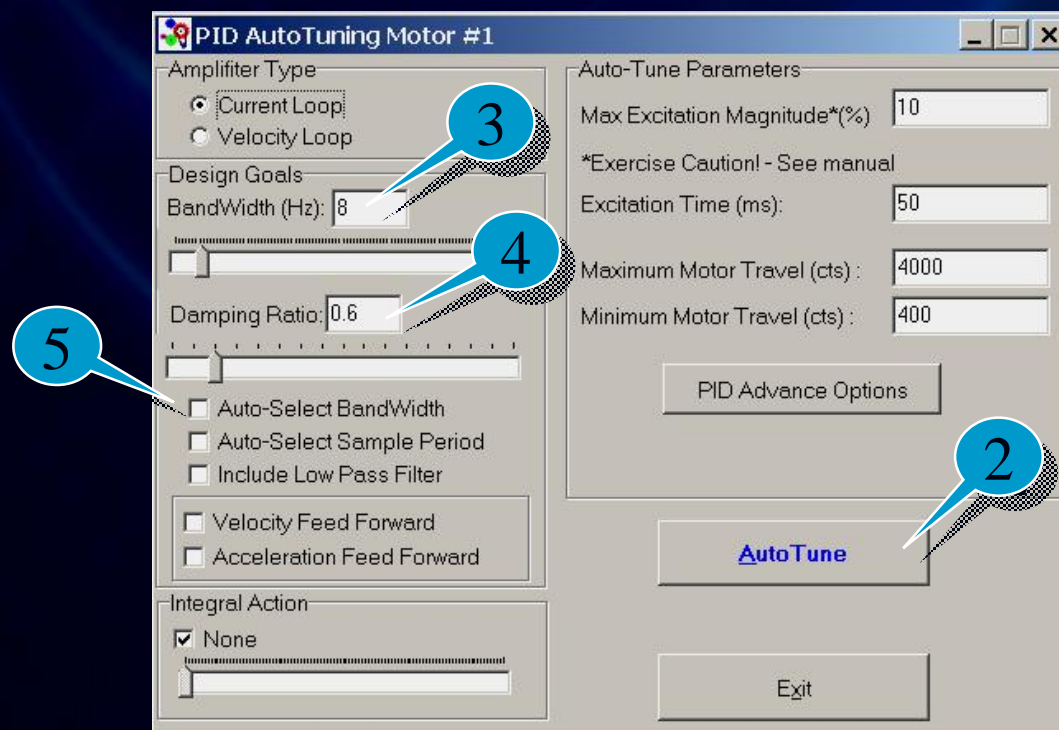 PID AutoTuning Motor #1
Amplifiter Type
Current Loop
Velocity Loop
3
Design Goals
BandWidth (Hz): 8
4
Damping Ratio: 0.6
5
Auto-Select BandWidth
Auto-Select Sample Period
Include Low Pass Filter
Velocity Feed Forward
Acceleration Feed Forward
Integral Action
None
Auto-Tune Parameters
Max Excitation Magnitude*(%) 10
*Exercise Caution! - See manual
Excitation Time (ms): 50
Maximum Motor Travel (cts) : 4000
Minimum Motor Travel (cts) : 400
PID Advance Options
2
AutoTune
Exit